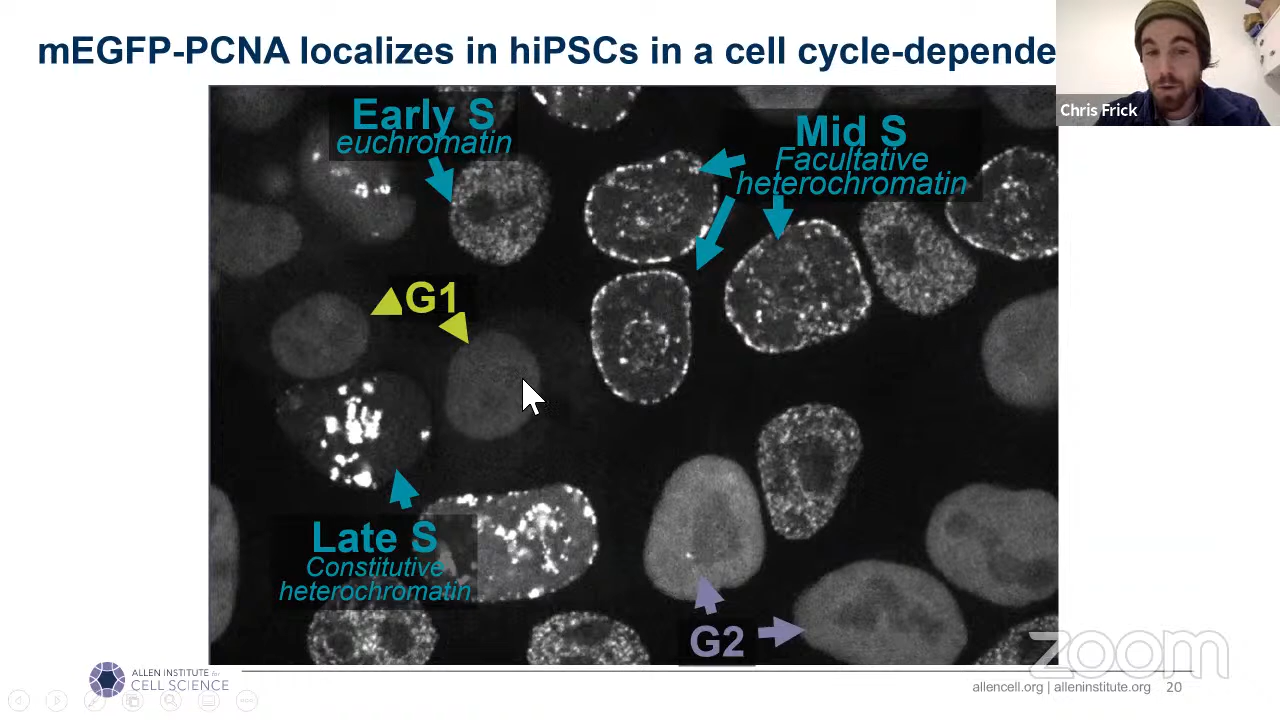 mEGFP-PCNA localizes in hiPSCs in a cell cycle-depende
Chris Frick
Early S
euchromatin
Mid S
Facultative
heterochromatin
G1
Late S
Constitutive
heterochromatin
G2
zoom
ALLEN INSTITUTE for
CELL SCIENCE
allencell.org | alleninstitute.org
20